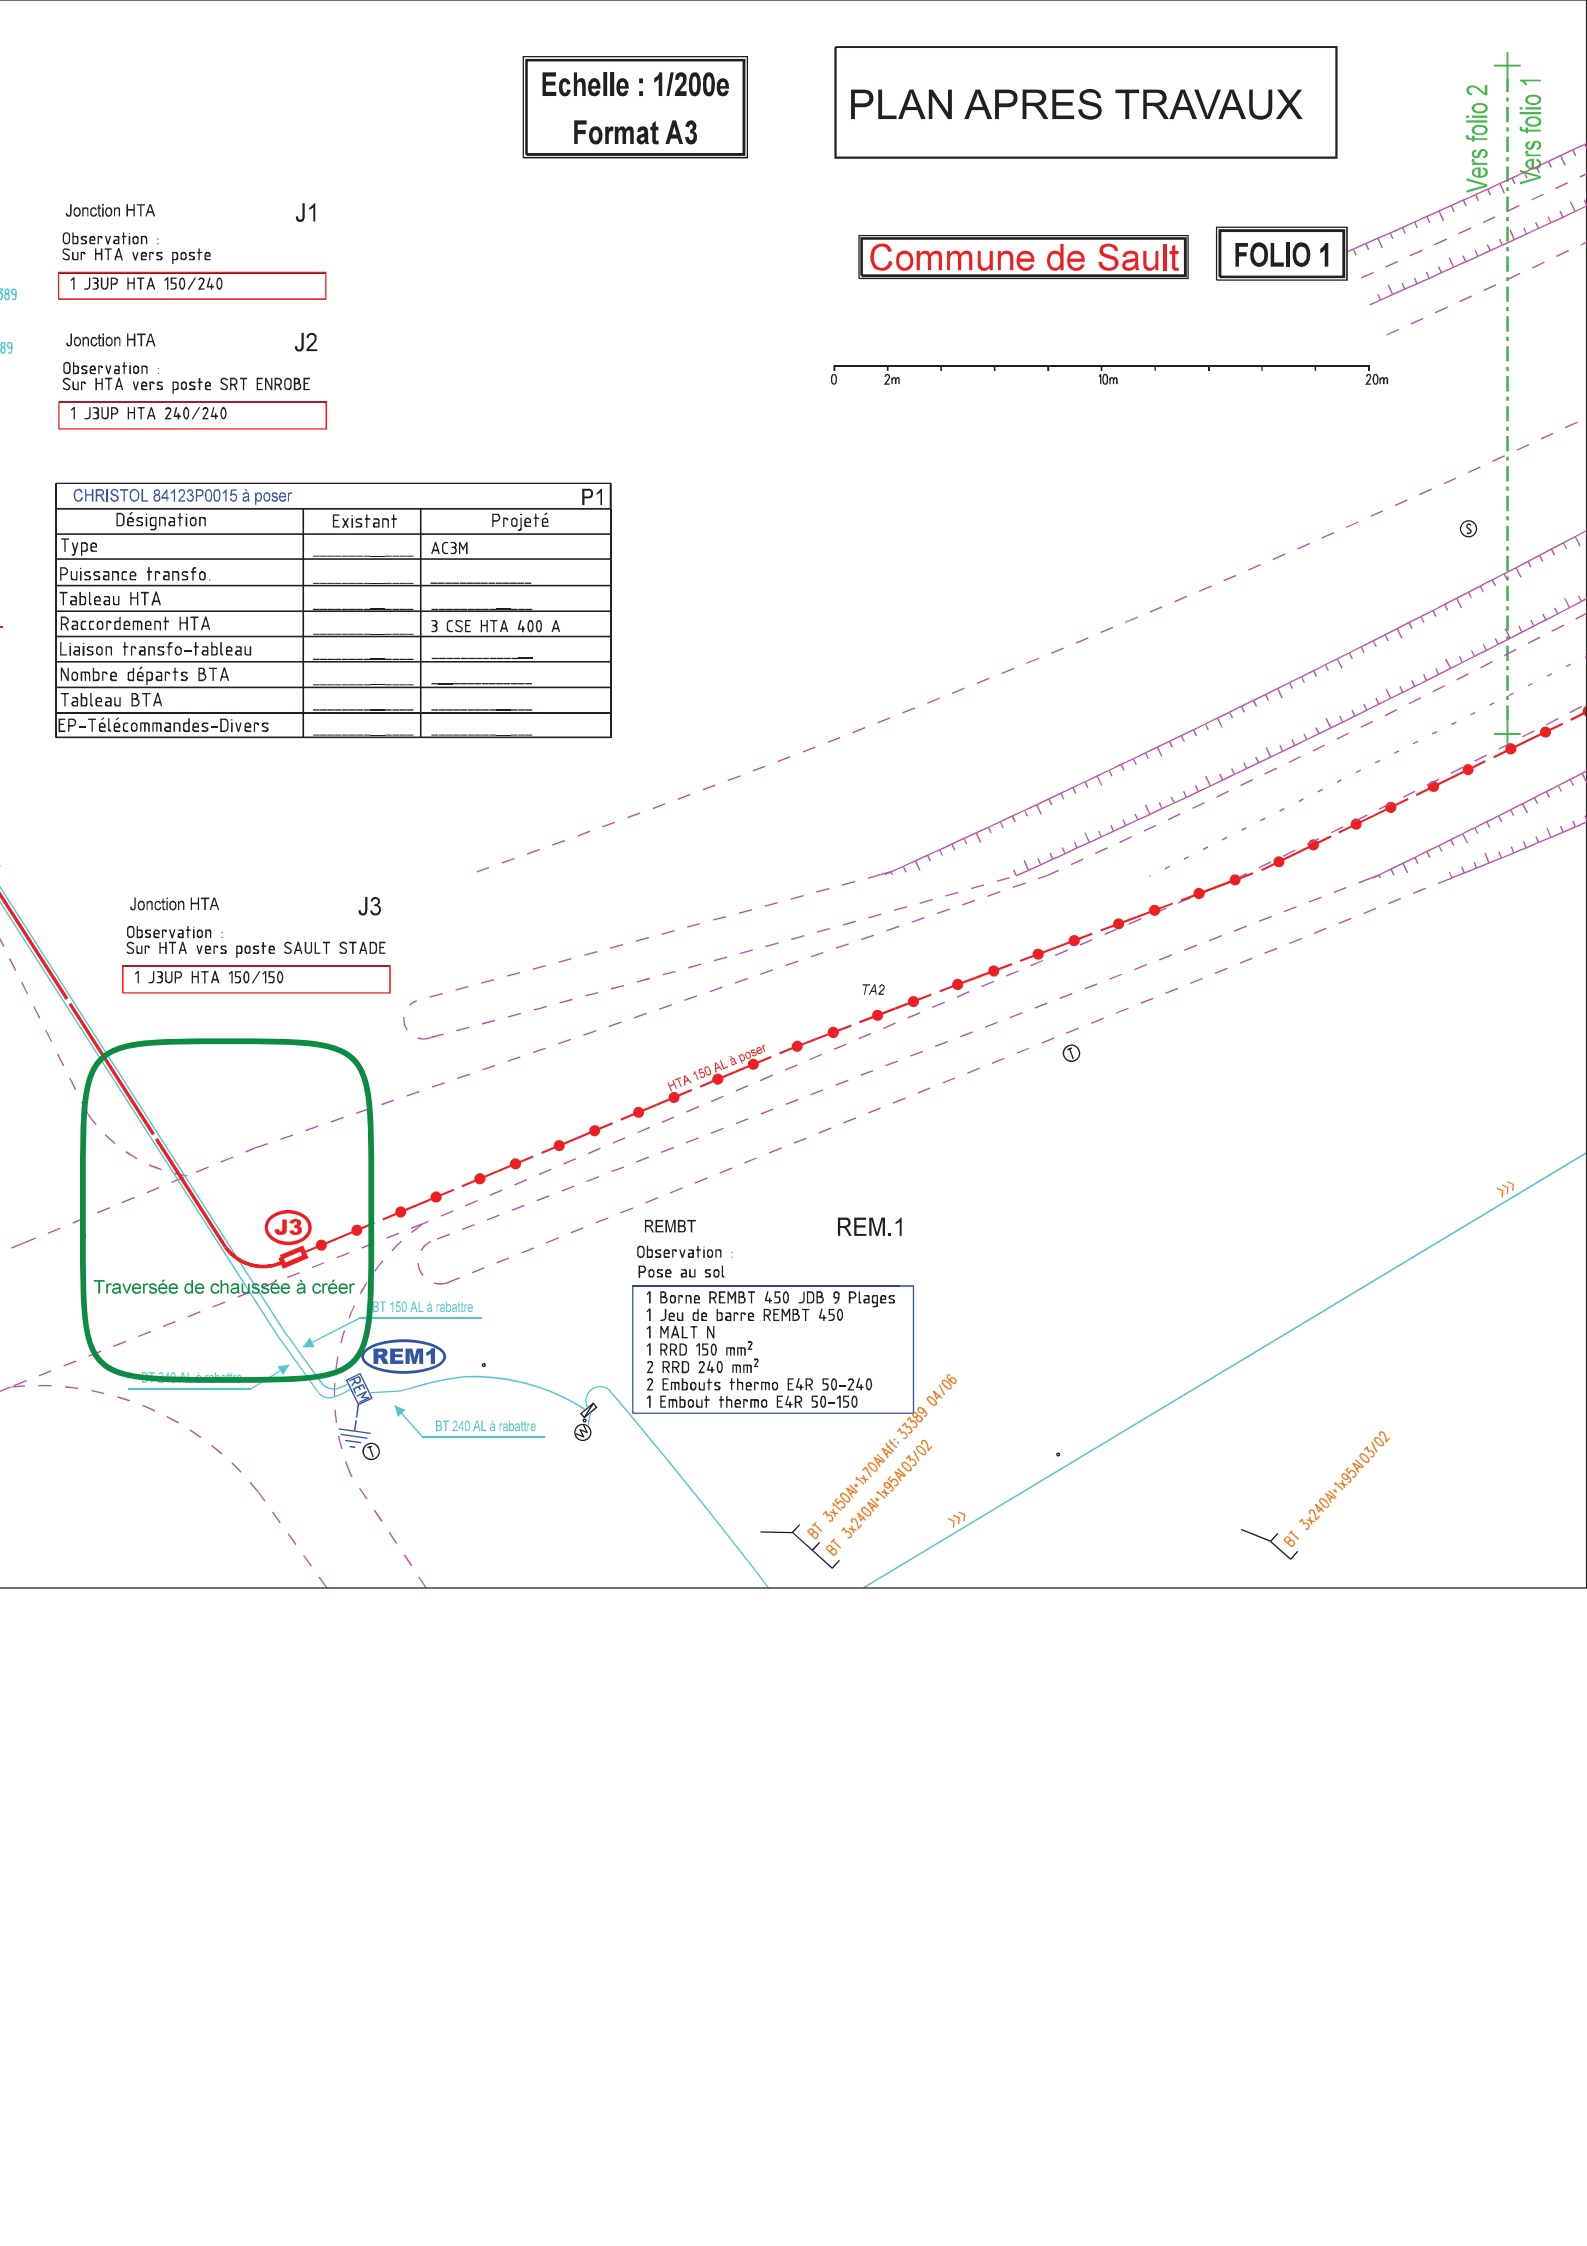 Echelle : 1/200e
Format A3
PLAN APRES TRAVAUX
Vers folio 2
Vers folio 1
Commune de Sault
FOLIO 1
Jonction HTA J1
Observation :
Sur HTA vers poste
1 J3UP HTA 150/240
389
Jonction HTA J2
89
Observation :
Sur HTA vers poste SRT ENROBE
1 J3UP HTA 240/240
0 2m 10m 20m
CHRISTOL 84123P0015 à poser P1
Désignation Existant Projeté
Type AC3M
Puissance transfo.
Tableau HTA
Raccordement HTA 3 CSE HTA 400 A
Liaison transfo-tableau
Nombre départs BTA
Tableau BTA
EP-Télécommandes-Divers
S
Jonction HTA J3
Observation :
Sur HTA vers poste SAULT STADE
1 J3UP HTA 150/150
TA2
HTA 150 AL à poser
T
J3
Traversée de chaussée à créer
BT 150 AL à rabattre
REM1
BT 240 AL à rabattre
REM
BT 240 AL à rabattre
T
W
REMBT REM.1
Observation :
Pose au sol
1 Borne REMBT 450 JDB 9 Plages
1 Jeu de barre REMBT 450
1 MALT N
1 RRD 150 mm²
2 RRD 240 mm²
2 Embouts thermo E4R 50-240
1 Embout thermo E4R 50-150
BT 3x150Al+1x70Al Aff: 33389 04/06
BT 3x240Al+1x95Al 03/02
BT 3x240Al+1x95Al 03/02